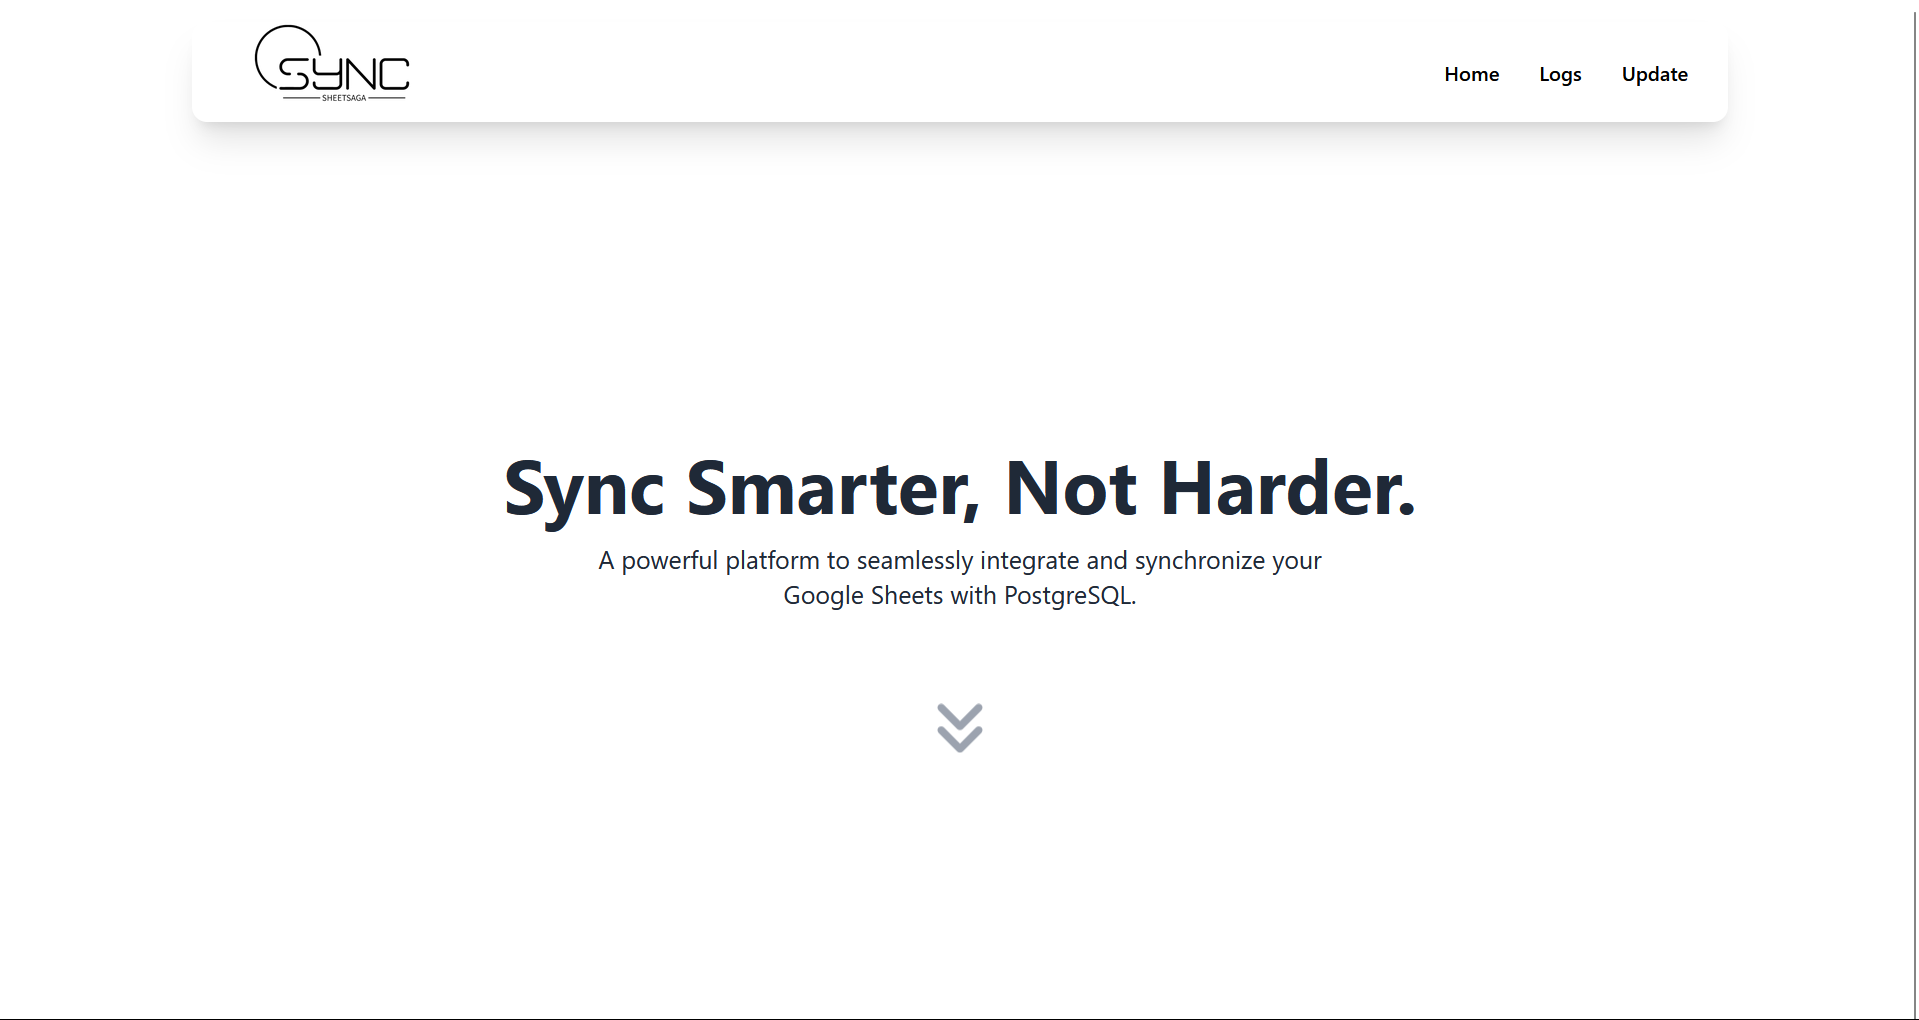 SYNC
SHEETSAGA
Home Logs Update
Sync Smarter, Not Harder.
A powerful platform to seamlessly integrate and synchronize your
Google Sheets with PostgreSQL.